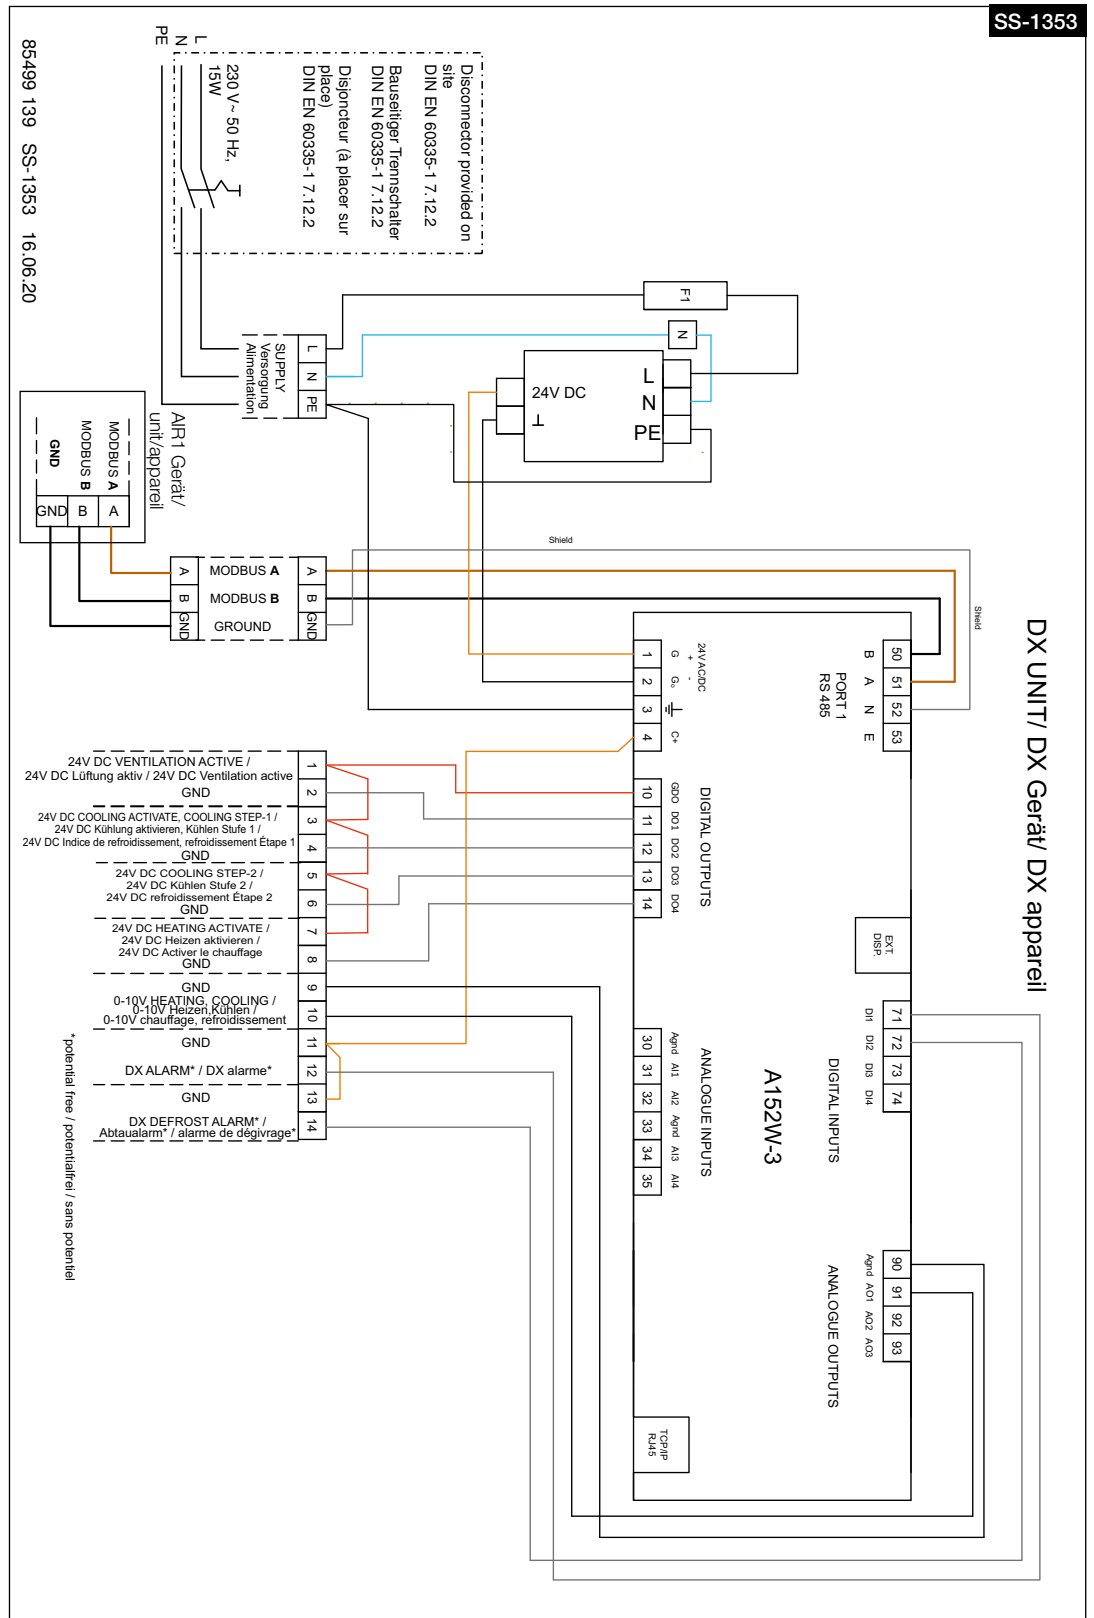 SS-1353
DX UNIT/ DX Gerät/ DX appareil
85499 139   SS-1353   16.06.20
L
N
PE
230 V ~ 50 Hz,
15W
Disconnector provided on
site
DIN EN 60335-1 7.12.2
Bauseitiger Trennschalter
DIN EN 60335-1 7.12.2
Disjoncteur (à placer sur
place)
DIN EN 60335-1 7.12.2
F1
N
24V DC
⊥
L
N
PE
SUPPLY
Versorgung
Alimentation
L
N
PE
AIR1 Gerät/
unit/appareil
MODBUS A
MODBUS B
GND
GND
B
A
A
B
GND
MODBUS A
MODBUS B
GROUND
A
B
GND
Shield
Shield
24V AC/DC
+
-
1
2
3
4
G
G₀
C+
50
51
52
53
B
A
N
E
PORT 1
RS 485
10
11
12
13
14
GDO
DO1
DO2
DO3
DO4
DIGITAL OUTPUTS
EXT.
DISP.
71
72
73
74
DI1
DI2
DI3
DI4
DIGITAL INPUTS
30
31
32
33
34
35
Agnd
AI1
AI2
Agnd
AI3
AI4
ANALOGUE INPUTS
A152W-3
90
91
92
93
Agnd
AO1
AO2
AO3
ANALOGUE OUTPUTS
TCP/IP
RJ45
24V DC VENTILATION ACTIVE /
24V DC Lüftung aktiv / 24V DC Ventilation active
GND
24V DC COOLING ACTIVATE, COOLING STEP-1 /
24V DC Kühlung aktivieren, Kühlen Stufe 1 /
24V DC Indice de refroidissement, refroidissement Étape 1
GND
24V DC COOLING STEP-2 /
24V DC Kühlen Stufe 2 /
24V DC refroidissement Étape 2
GND
24V DC HEATING ACTIVATE /
24V DC Heizen aktivieren /
24V DC Activer le chauffage
GND
GND
0-10V HEATING, COOLING /
0-10V Heizen,Kühlen /
0-10V chauffage, refroidissement
GND
DX ALARM* / DX alarme*
GND
DX DEFROST ALARM* /
Abtaualarm* / alarme de dégivrage*
1
2
3
4
5
6
7
8
9
10
11
12
13
14
*potential free / potentialfrei / sans potentiel